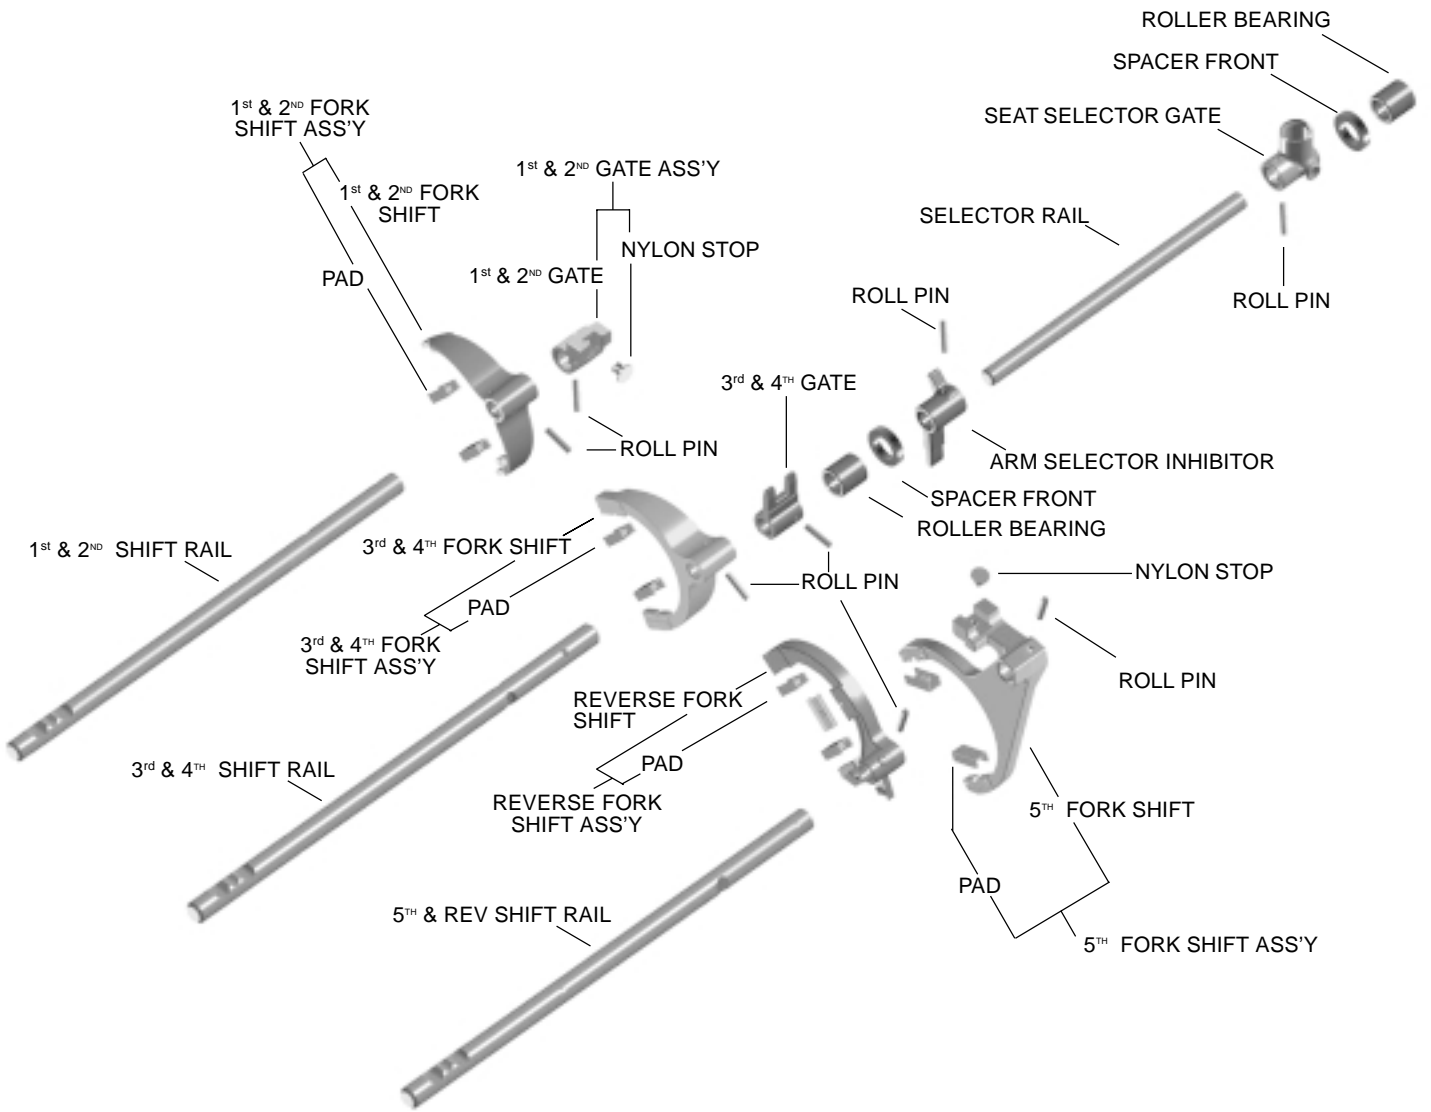 ROLLER BEARING
SPACER FRONT
SEAT SELECTOR GATE
1st & 2ND FORK
SHIFT ASS'Y
1st & 2ND GATE ASS'Y
1st & 2ND FORK
SHIFT
SELECTOR RAIL
NYLON STOP
1st & 2ND GATE
PAD
ROLL PIN
ROLL PIN
3rd & 4TH GATE
ROLL PIN
ARM SELECTOR INHIBITOR
SPACER FRONT
ROLLER BEARING
1st & 2ND SHIFT RAIL
3rd & 4TH FORK SHIFT
NYLON STOP
ROLL PIN
PAD
3rd & 4TH FORK
SHIFT ASS'Y
ROLL PIN
REVERSE FORK
SHIFT
3rd & 4TH SHIFT RAIL
PAD
REVERSE FORK
SHIFT ASS'Y
5TH FORK SHIFT
PAD
5TH & REV SHIFT RAIL
5TH FORK SHIFT ASS'Y